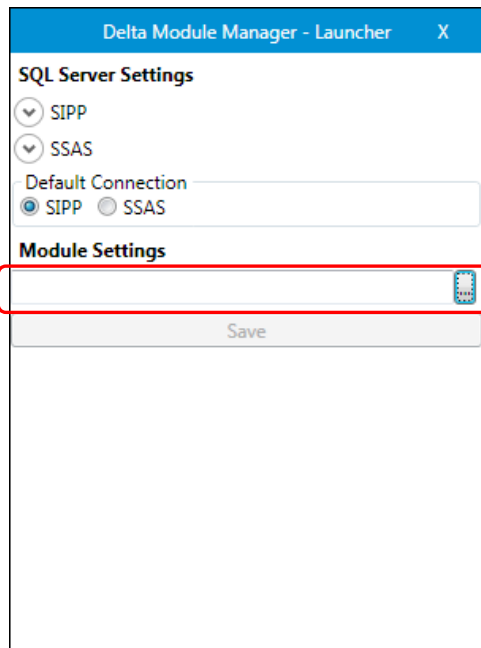 Delta Module Manager - Launcher X
SQL Server Settings
SIPP
SSAS
Default Connection
SIPP SSAS
Module Settings
...
Save